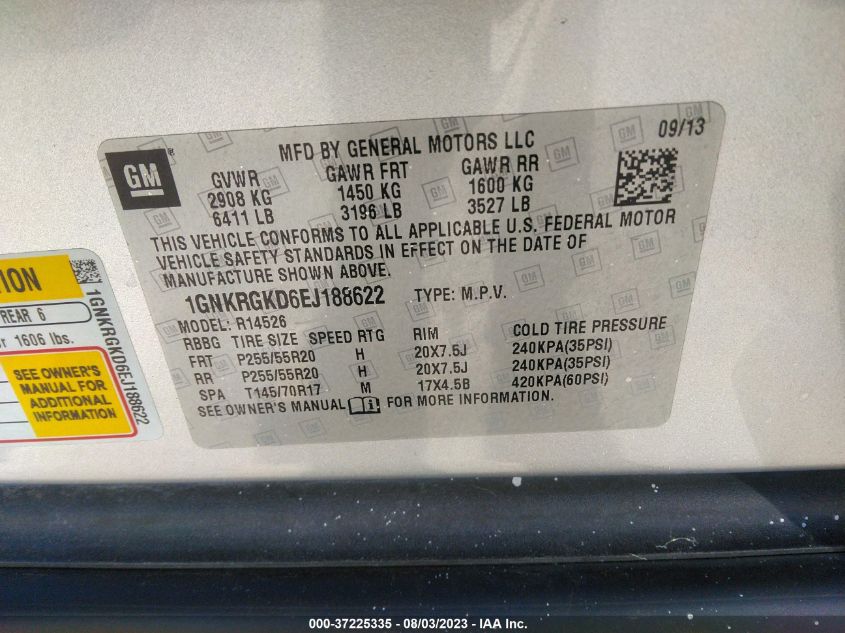 GM
09/13
MFD BY GENERAL MOTORS LLC
GVWR GAWR FRT GAWR RR
2908 KG 1450 KG 1600 KG
6411 LB 3196 LB 3527 LB
THIS VEHICLE CONFORMS TO ALL APPLICABLE U.S. FEDERAL MOTOR
VEHICLE SAFETY STANDARDS IN EFFECT ON THE DATE OF
MANUFACTURE SHOWN ABOVE.
1GNKRGKD6EJ188622 TYPE: M.P.V.
MODEL: R14526
RBBG TIRE SIZE SPEED RTG RIM COLD TIRE PRESSURE
FRT P255/55R20 H 20X7.5J 240KPA(35PSI)
RR P255/55R20 H 20X7.5J 240KPA(35PSI)
SPA T145/70R17 M 17X4.5B 420KPA(60PSI)
SEE OWNER'S MANUAL FOR MORE INFORMATION.
TION
REAR 6
r 1606 lbs.
SEE OWNER'S
MANUAL FOR
ADDITIONAL
INFORMATION
1GNKRGKD6EJ188622
000-37225335 - 08/03/2023 - IAA Inc.